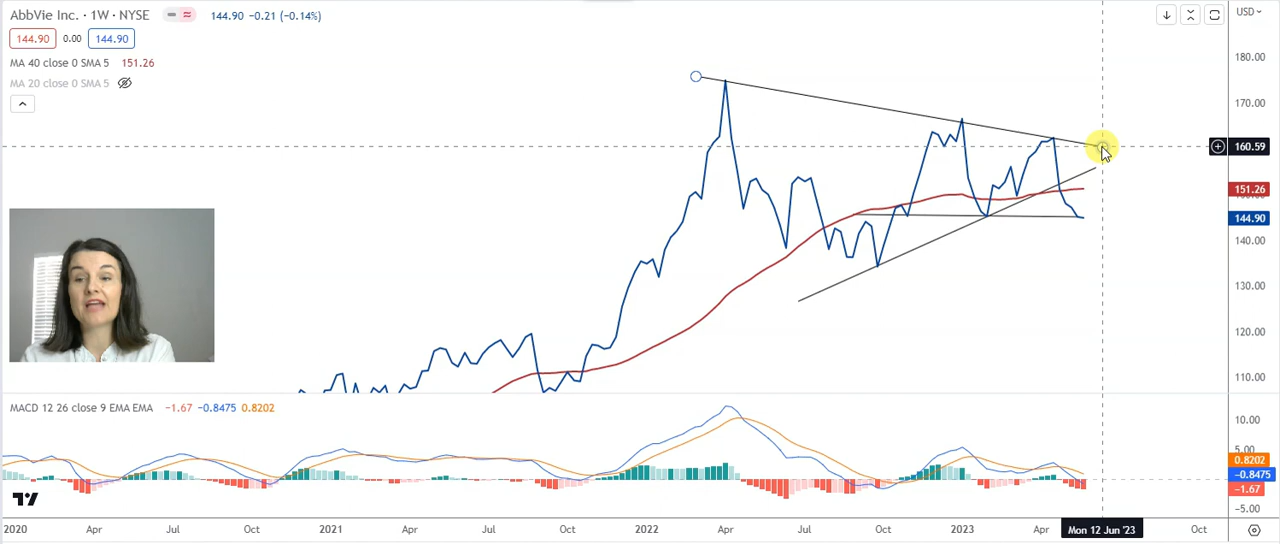 AbbVie Inc. · 1W · NYSE 144.90 −0.21 (−0.14%) USD
144.90 0.00 144.90
MA 40 close 0 SMA 5 151.26
MA 20 close 0 SMA 5
180.00
170.00
160.59
151.26
144.90
140.00
130.00
120.00
110.00
MACD 12 26 close 9 EMA EMA −1.67 −0.8475 0.8202
10.00
5.00
0.8202
−0.8475
−1.67
−5.00
2020 Apr Jul Oct 2021 Apr Jul Oct 2022 Apr Jul Oct 2023 Apr Mon 12 Jun '23 Oct